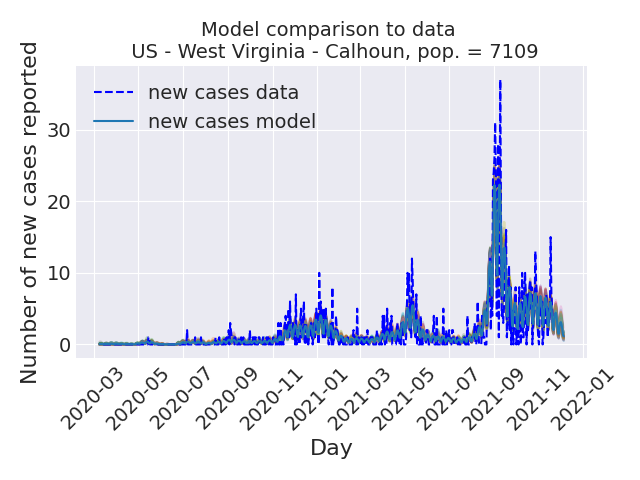 Model comparison to data
US - West Virginia - Calhoun, pop. = 7109
new cases data
new cases model
Number of new cases reported
30
20
10
0
2020-03
2020-05
2020-07
2020-09
2020-11
2021-01
2021-03
2021-05
2021-07
2021-09
2021-11
2022-01
Day